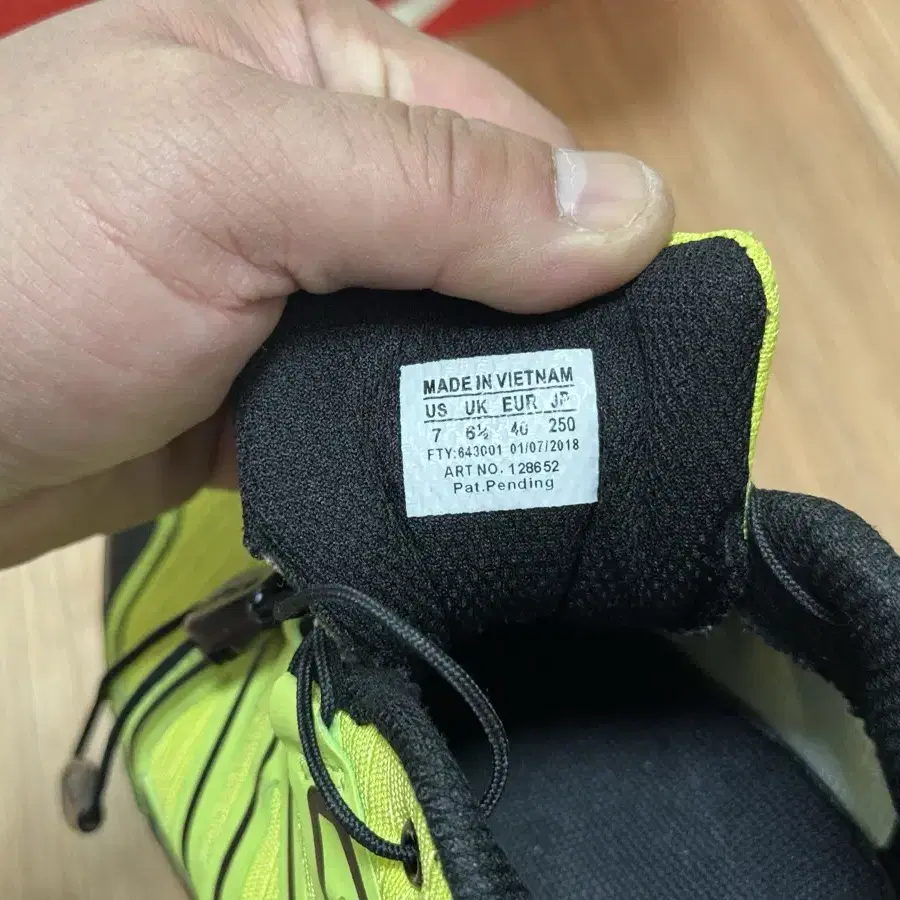 MADE IN VIETNAM
US UK EUR JP
7 6½ 40 250
FTY:643001 01/07/2018
ART NO. 128652
Pat.Pending